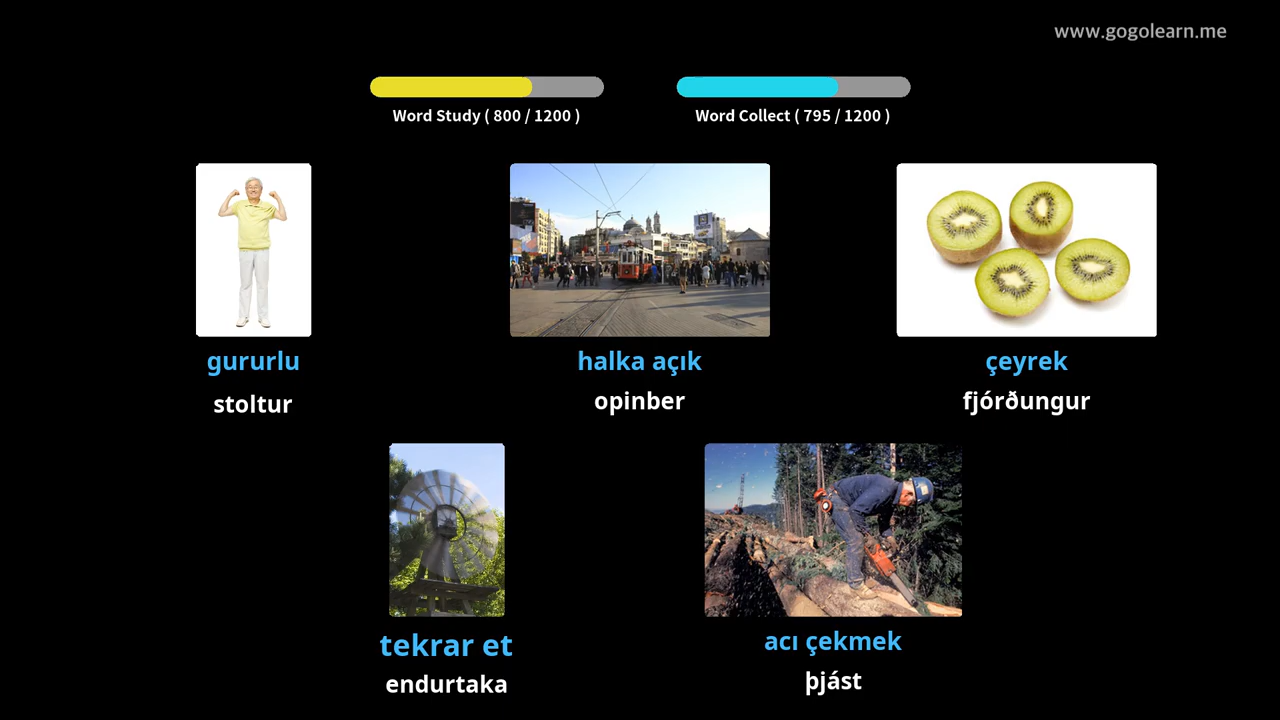 www.gogolearn.me
Word Study ( 800 / 1200 )
Word Collect ( 795 / 1200 )
gururlu
stoltur
halka açık
opinber
çeyrek
fjórðungur
tekrar et
endurtaka
acı çekmek
þjást